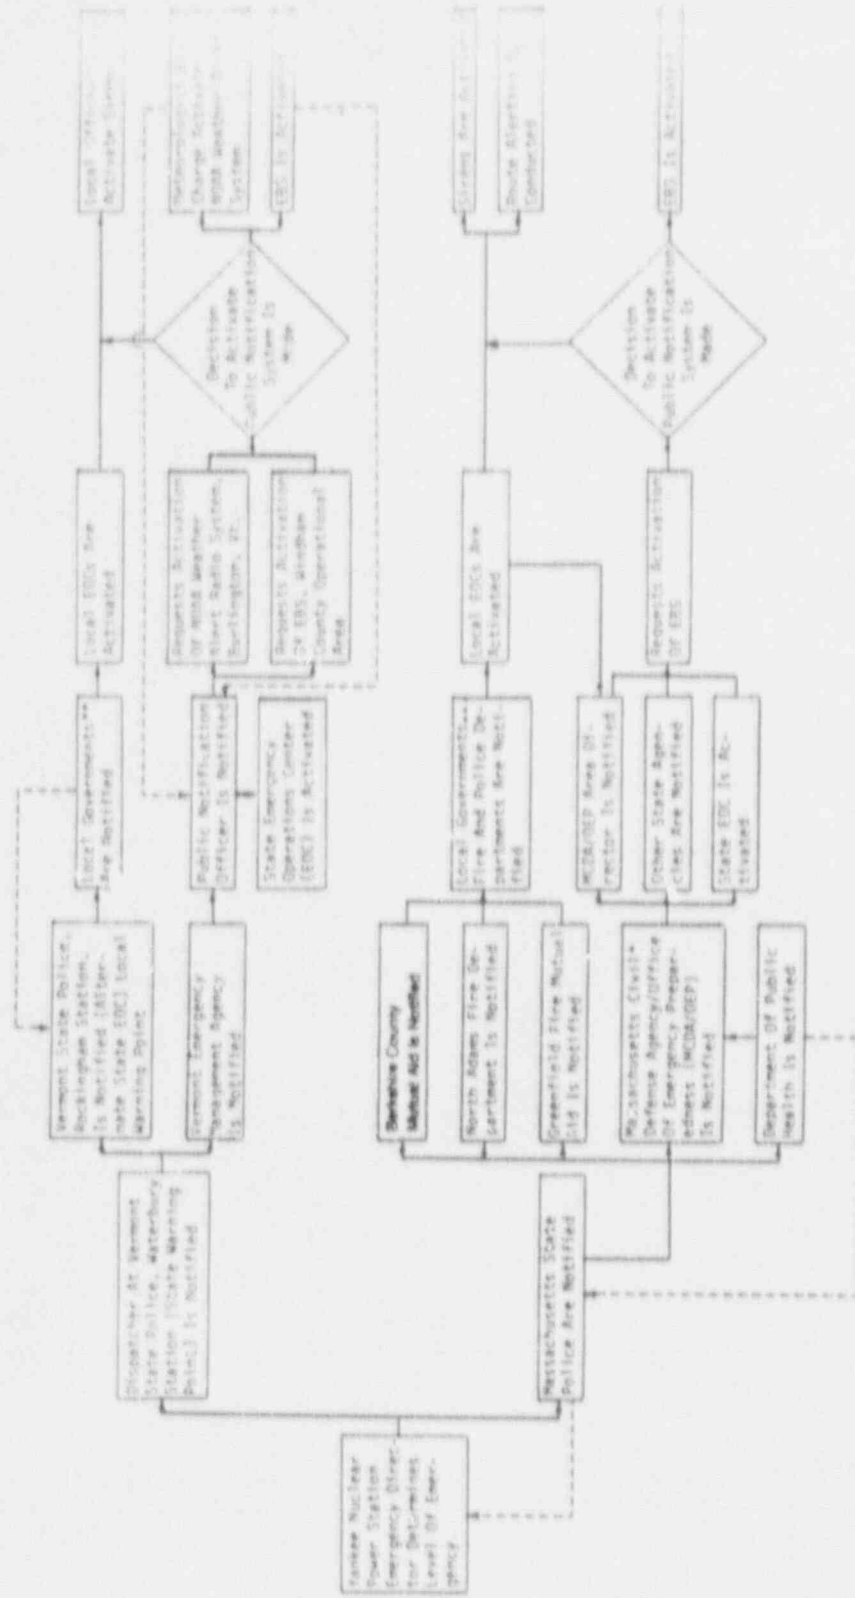 Yankee Nuclear
Power Station
Emergency Direc-
tor Determines
Level Of Emer-
gency.
Dispatcher At Vermont
State Police, Waterbury
Station (State Warning
Point) Is Notified
Vermont State Police,
Rockingham Station,
Is Notified (Alter-
nate State EOC) Local
Warning Point
Vermont Emergency
Management Agency
Is Notified
Local Governments**
Are Notified
Public Notification
Officer Is Notified
State Emergency
Operations Center
(EOC) Is Activated
Local EOCs Are
Activated
Requests Activation
Of NOAA Weather
Alert Radio System,
Burlington, Vt.
Requests Activation
Of EBS, Windham
County Operational
Area
Decision
To Activate
Public Notification
System Is
Made
Local
Activate
Charge
NOAA Weather
System
EBS Is
Massachusetts State
Police Are Notified
Berkshire County
Mutual Aid is Notified
North Adams Fire De-
partment Is Notified
Greenfield Fire Mutual
Aid Is Notified
Massachusetts Civil*
Defense Agency/Office
Of Emergency Prepar-
edness (MCDA/OEP)
Is Notified
Department Of Public
Health Is Notified
Local Governments**
Fire And Police De-
partments Are Noti-
fied
MCDA/OEP Area Di-
rector Is Notified
Other State Agen-
cies Are Notified
State EOC Is Ac-
tivated
Local EOCs Are
Activated
Requests Activation
Of EBS
Decision
To Activate
Public Notification
System Is
Made
Sirens Are
Route Alerting
Conducted
EBS Is Activated